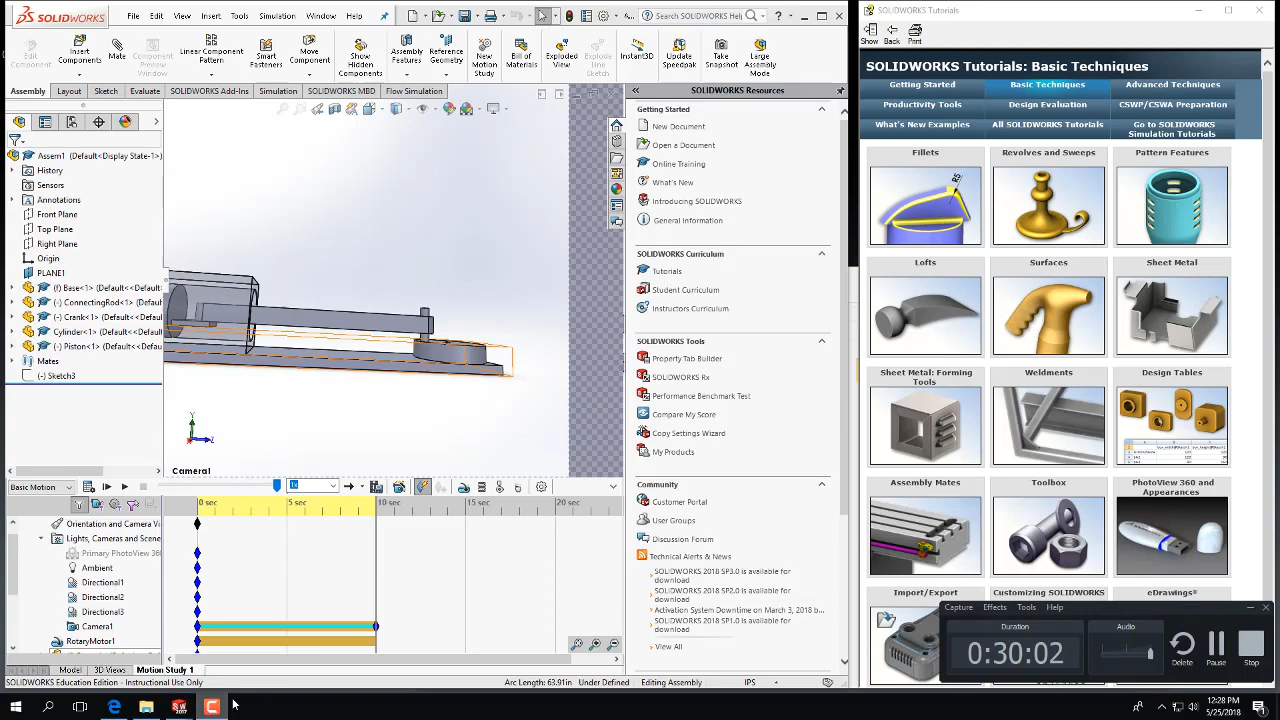 SOLIDWORKS
File Edit View Insert Tools Simulation Window Help
Search SOLIDWORKS Help
Edit Component
Insert Components
Mate
Component Preview Window
Linear Component Pattern
Smart Fasteners
Move Component
Show Hidden Components
Assembly Features
Reference Geometry
New Motion Study
Bill of Materials
Exploded View
Explode Line Sketch
Instant3D
Update Speedpak
Take Snapshot
Large Assembly Mode
Assembly Layout Sketch Evaluate SOLIDWORKS Add-Ins Simulation SOLIDWORKS MBD Flow Simulation
Assem1 (Default<Display State-1>)
History
Sensors
Annotations
Front Plane
Top Plane
Right Plane
Origin
PLANE1
(f) Base<1> (Default<<Default
(-) ConnectingRod<1> (Default
(-) Crank<1> (Default<<Default
Cylinder<1> (Default<<Default
(-) Piston<1> (Default<<Default
Mates
(-) Sketch3
Y
Z
Camera1
SOLIDWORKS Resources
Getting Started
New Document
Open a Document
Online Training
What's New
Introducing SOLIDWORKS
General Information
SOLIDWORKS Curriculum
Tutorials
Student Curriculum
Instructors Curriculum
SOLIDWORKS Tools
Property Tab Builder
SOLIDWORKS Rx
Performance Benchmark Test
Compare My Score
Copy Settings Wizard
My Products
Community
Customer Portal
User Groups
Discussion Forum
Technical Alerts & News
SOLIDWORKS 2018 SP3.0 is available for download
SOLIDWORKS 2018 SP2.0 is available for download
Activation System Downtime on March 3, 2018 b...
SOLIDWORKS 2018 SP1.0 is available for download
View All
Basic Motion
1x
0 sec 5 sec 10 sec 15 sec 20 sec
Orientation and Camera Vi
Lights, Cameras and Scene
Primary PhotoView 360
Ambient
Directional1
Directional2
Directional3
Camera1
RotaryMotor1
Model 3D Views Motion Study 1
SOLIDWORKS Education Edition - Instructional Use Only
Arc Length: 63.91in Under Defined Editing Assembly IPS
SOLIDWORKS Tutorials
Show Back Print
SOLIDWORKS Tutorials: Basic Techniques
Getting Started Basic Techniques Advanced Techniques
Productivity Tools Design Evaluation CSWP/CSWA Preparation
What's New Examples All SOLIDWORKS Tutorials Go to SOLIDWORKS Simulation Tutorials
Fillets Revolves and Sweeps Pattern Features
R5
Lofts Surfaces Sheet Metal
Sheet Metal: Forming Tools Weldments Design Tables
Assembly Mates Toolbox PhotoView 360 and Appearances
Import/Export Customizing SOLIDWORKS eDrawings®
Capture Effects Tools Help
Duration
0:30:02
Audio
Delete Pause Stop
12:28 PM
5/25/2018